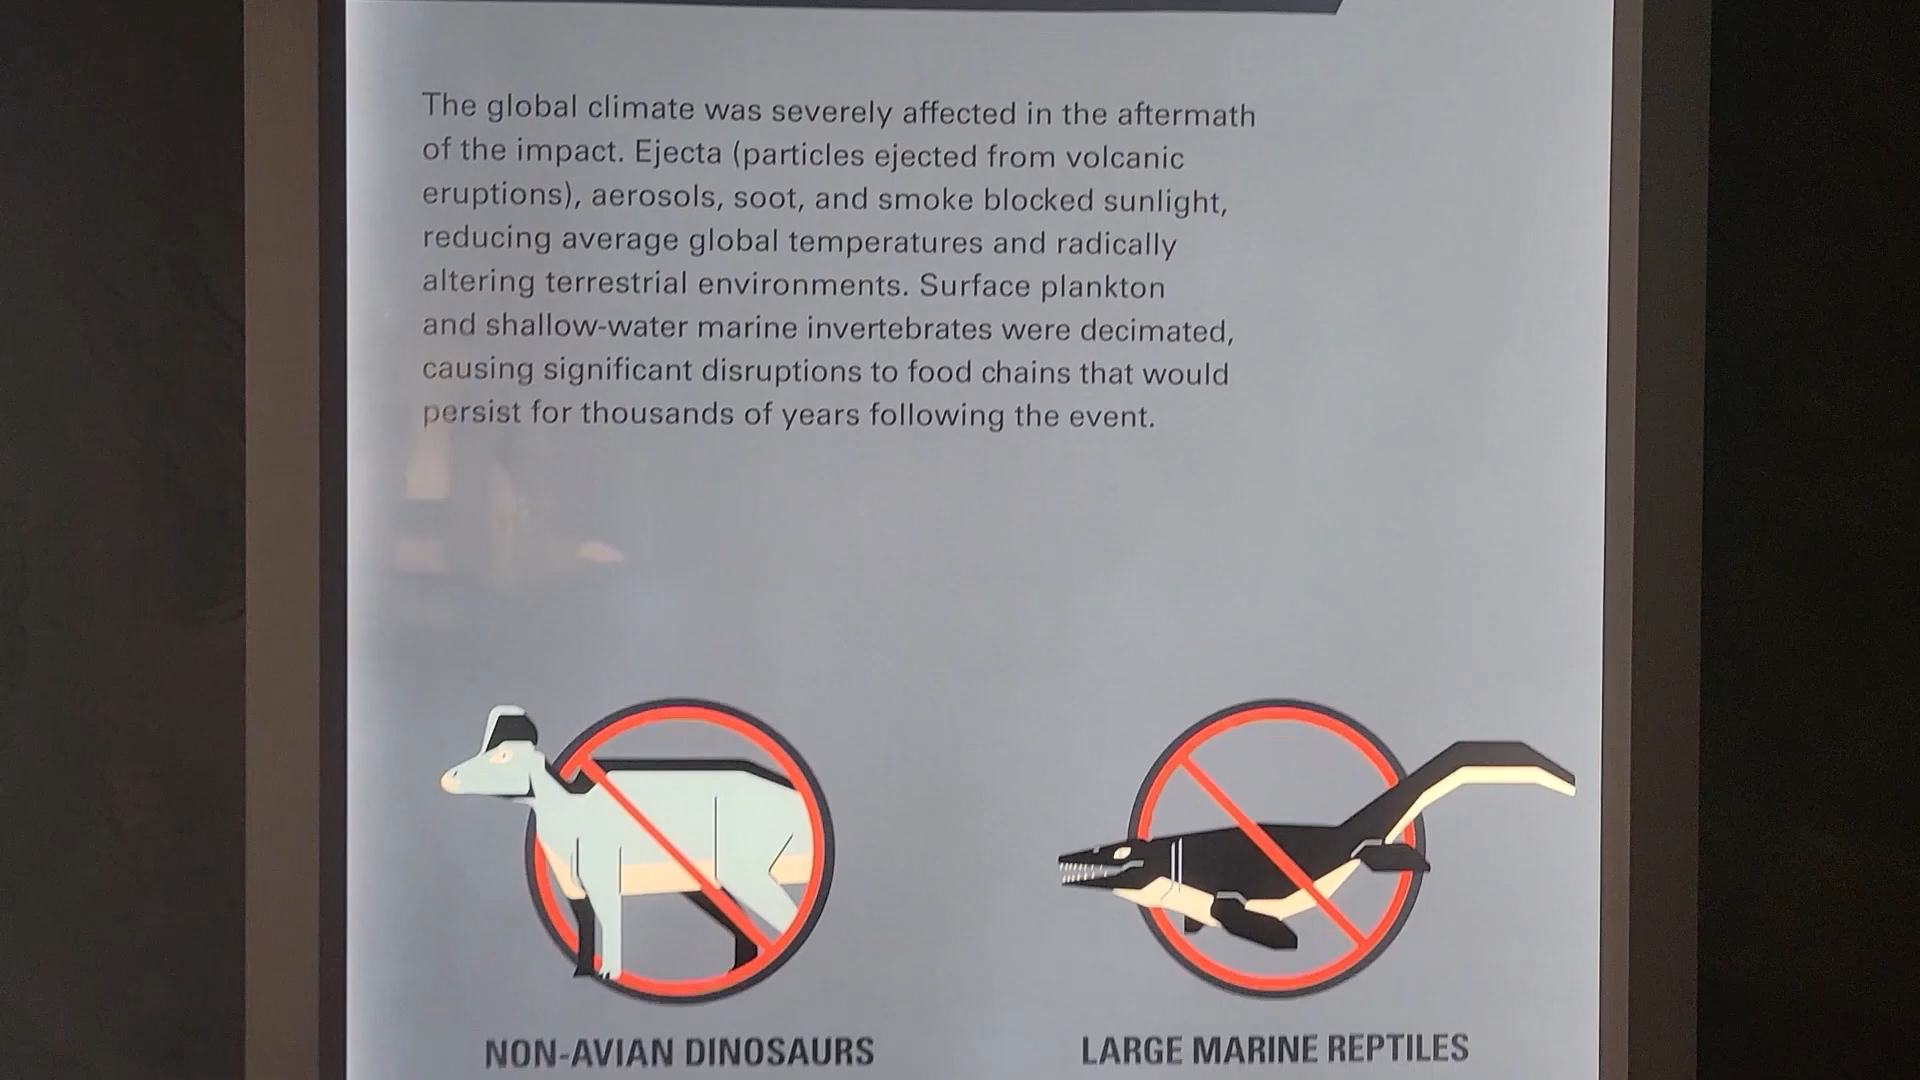 The global climate was severely affected in the aftermath
of the impact. Ejecta (particles ejected from volcanic
eruptions), aerosols, soot, and smoke blocked sunlight,
reducing average global temperatures and radically
altering terrestrial environments. Surface plankton
and shallow-water marine invertebrates were decimated,
causing significant disruptions to food chains that would
persist for thousands of years following the event.
NON-AVIAN DINOSAURS
LARGE MARINE REPTILES